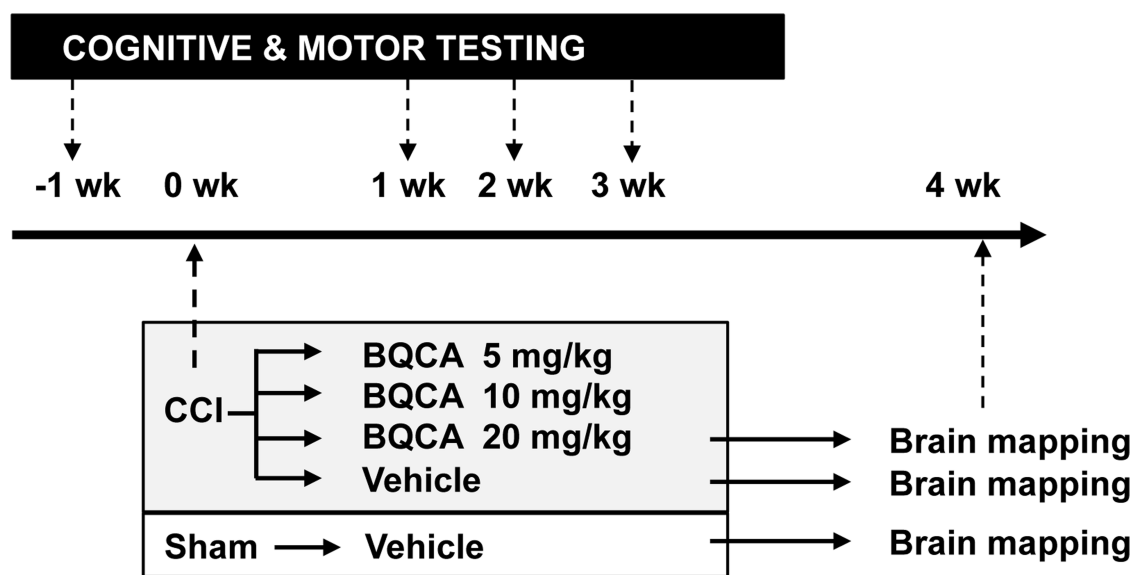 COGNITIVE & MOTOR TESTING
-1 wk 0 wk 1 wk 2 wk 3 wk 4 wk
CCI
BQCA 5 mg/kg
BQCA 10 mg/kg
BQCA 20 mg/kg
Vehicle
Sham
Vehicle
Brain mapping
Brain mapping
Brain mapping